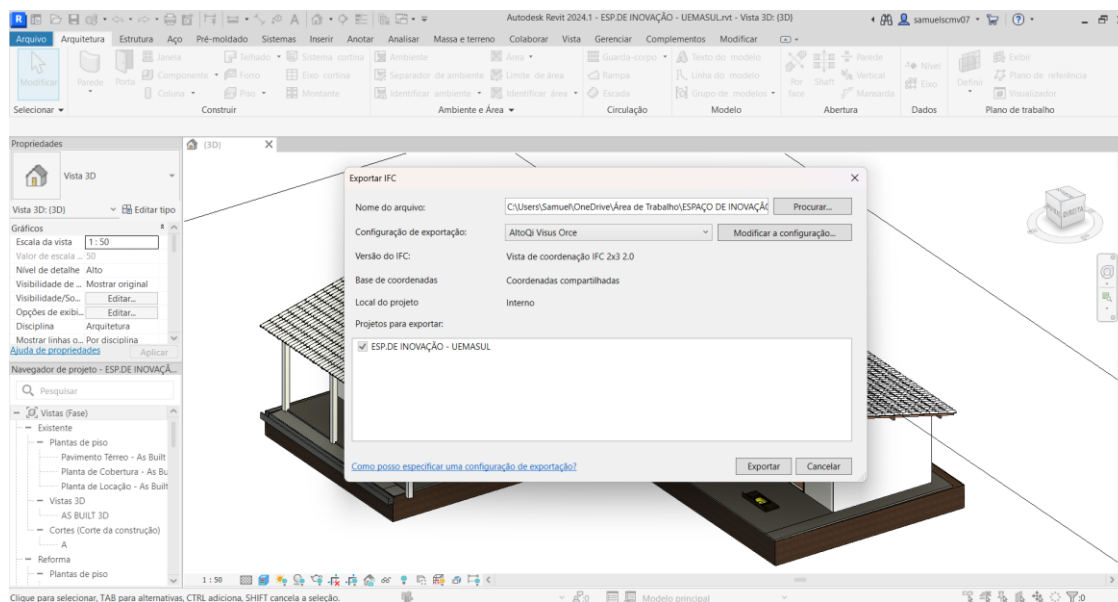 Autodesk Revit 2024.1 - ESP.DE INOVAÇÃO - UEMASUL.rvt - Vista 3D: {3D}
samuelscmv07
Arquivo Arquitetura Estrutura Aço Pré-moldado Sistemas Inserir Anotar Analisar Massa e terreno Colaborar Vista Gerenciar Complementos Modificar
Modificar
Parede
Porta
Janela
Componente
Coluna
Telhado
Forro
Piso
Sistema cortina
Eixo cortina
Montante
Ambiente
Separador de ambiente
Identificar ambiente
Área
Limite de área
Identificar área
Guarda-corpo
Rampa
Escada
Texto do modelo
Linha do modelo
Grupo de modelos
Por face
Shaft
Parede
Vertical
Mansarda
Nível
Eixo
Definir
Exibir
Plano de referência
Visualizador
Selecionar Construir Ambiente e Área Circulação Modelo Abertura Dados Plano de trabalho
Propriedades
Vista 3D
Vista 3D: {3D} Editar tipo
Gráficos
Escala da vista 1 : 50
Valor de escala ... 50
Nível de detalhe Alto
Visibilidade de ... Mostrar original
Visibilidade/So... Editar...
Opções de exibi... Editar...
Disciplina Arquitetura
Mostrar linhas o... Por disciplina
Ajuda de propriedades Aplicar
Navegador de projeto - ESP.DE INOVAÇÃ...
Pesquisar
Vistas (Fase)
Existente
Plantas de piso
Pavimento Térreo - As Built
Planta de Cobertura - As Bu
Planta de Locação - As Built
Vistas 3D
AS BUILT 3D
Cortes (Corte da construção)
A
Reforma
Plantas de piso
{3D}
Exportar IFC
Nome do arquivo: C:\Users\Samuel\OneDrive\Área de Trabalho\ESPAÇO DE INOVAÇÃO Procurar...
Configuração de exportação: AltoQi Visus Orce Modificar a configuração...
Versão do IFC: Vista de coordenação IFC 2x3 2.0
Base de coordenadas Coordenadas compartilhadas
Local do projeto Interno
Projetos para exportar:
ESP.DE INOVAÇÃO - UEMASUL
Como posso especificar uma configuração de exportação? Exportar Cancelar
1 : 50
Clique para selecionar, TAB para alternativas, CTRL adiciona, SHIFT cancela a seleção. :0 Modelo principal :0